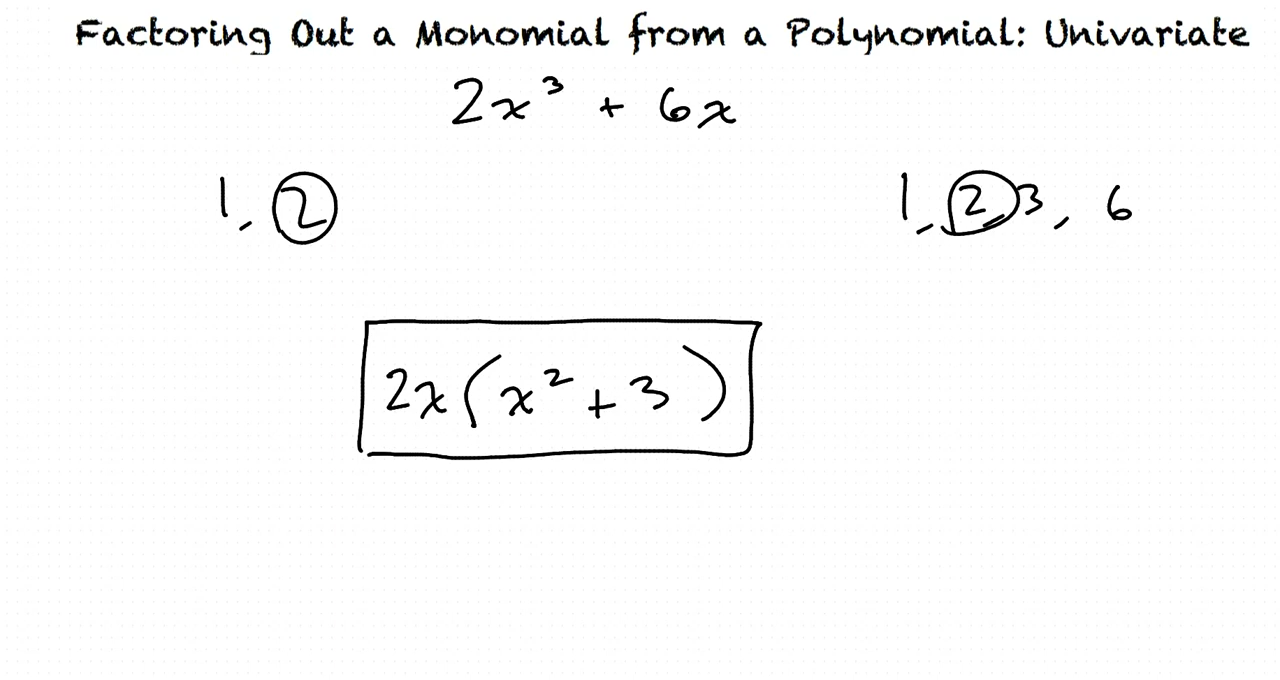 Factoring Out a Monomial from a Polynomial: Univariate
2x³ + 6x
1, 2 1, 2, 3, 6
2x(x² + 3)